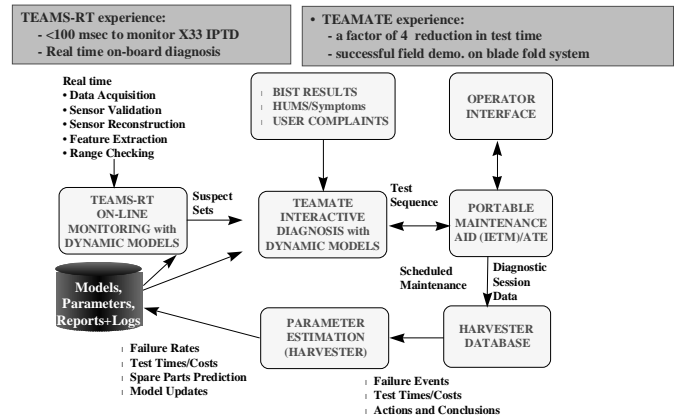 TEAMS-RT experience:
- <100 msec to monitor X33 IPTD
- Real time on-board diagnosis
• TEAMATE experience:
- a factor of 4 reduction in test time
- successful field demo. on blade fold system
Real time
• Data Acquisition
• Sensor Validation
• Sensor Reconstruction
• Feature Extraction
• Range Checking
BIST RESULTS
HUMS/Symptoms
USER COMPLAINTS
OPERATOR
INTERFACE
TEAMS-RT
ON-LINE
MONITORING with
DYNAMIC MODELS
Suspect
Sets
TEAMATE
INTERACTIVE
DIAGNOSIS with
DYNAMIC MODELS
Test
Sequence
PORTABLE
MAINTENANCE
AID (IETM)/ATE
Models,
Parameters,
Reports+Logs
Scheduled
Maintenance
Diagnostic
Session
Data
PARAMETER
ESTIMATION
(HARVESTER)
HARVESTER
DATABASE
Failure Rates
Test Times/Costs
Spare Parts Prediction
Model Updates
Failure Events
Test Times/Costs
Actions and Conclusions